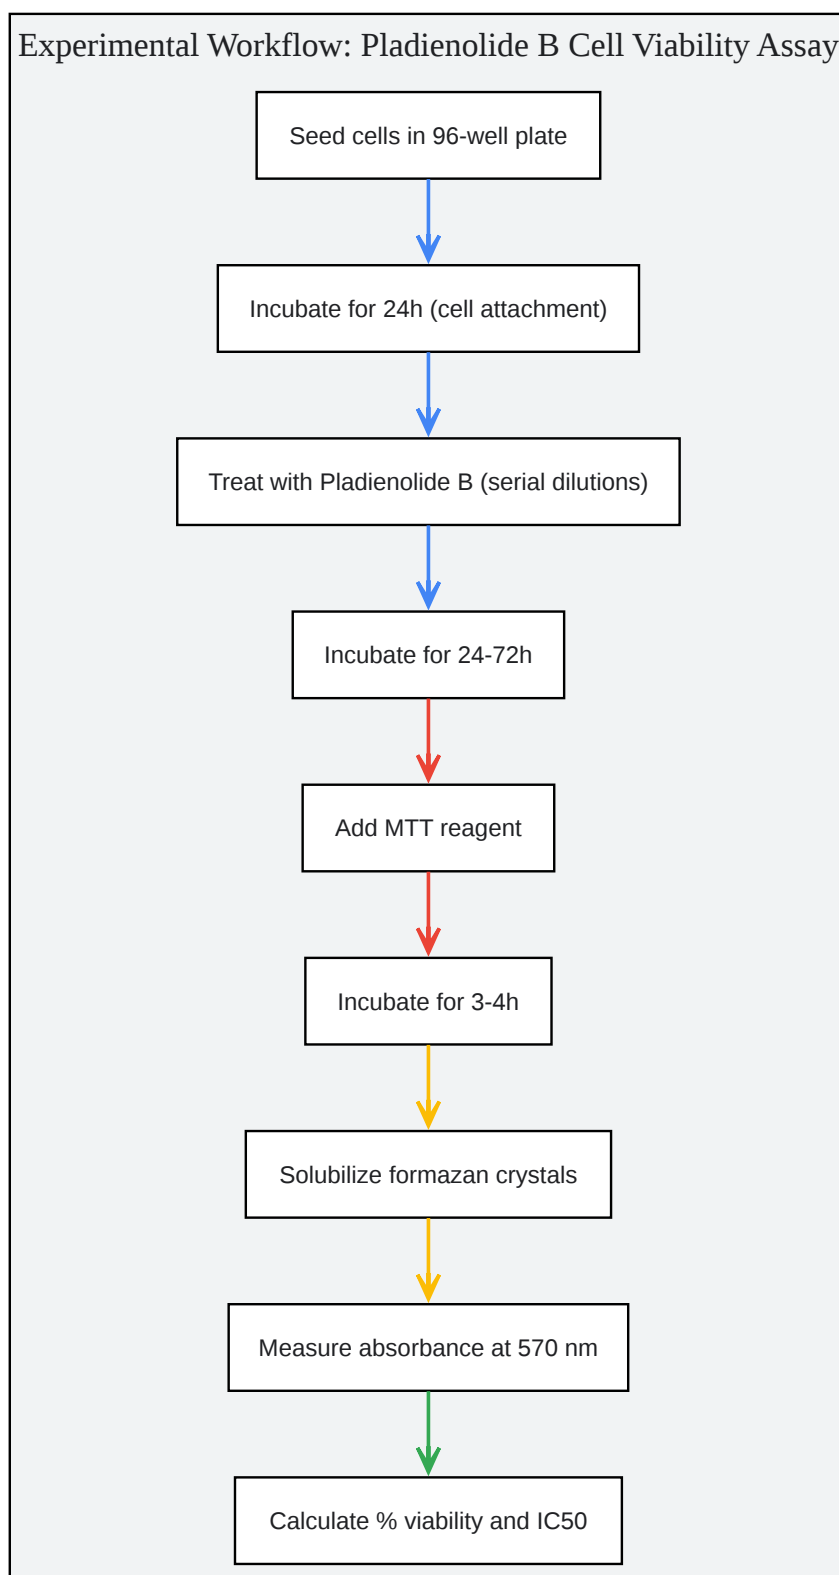 Experimental Workflow: Pladienolide B Cell Viability Assay
Seed cells in 96-well plate
Incubate for 24h (cell attachment)
Treat with Pladienolide B (serial dilutions)
Incubate for 24-72h
Add MTT reagent
Incubate for 3-4h
Solubilize formazan crystals
Measure absorbance at 570 nm
Calculate % viability and IC50